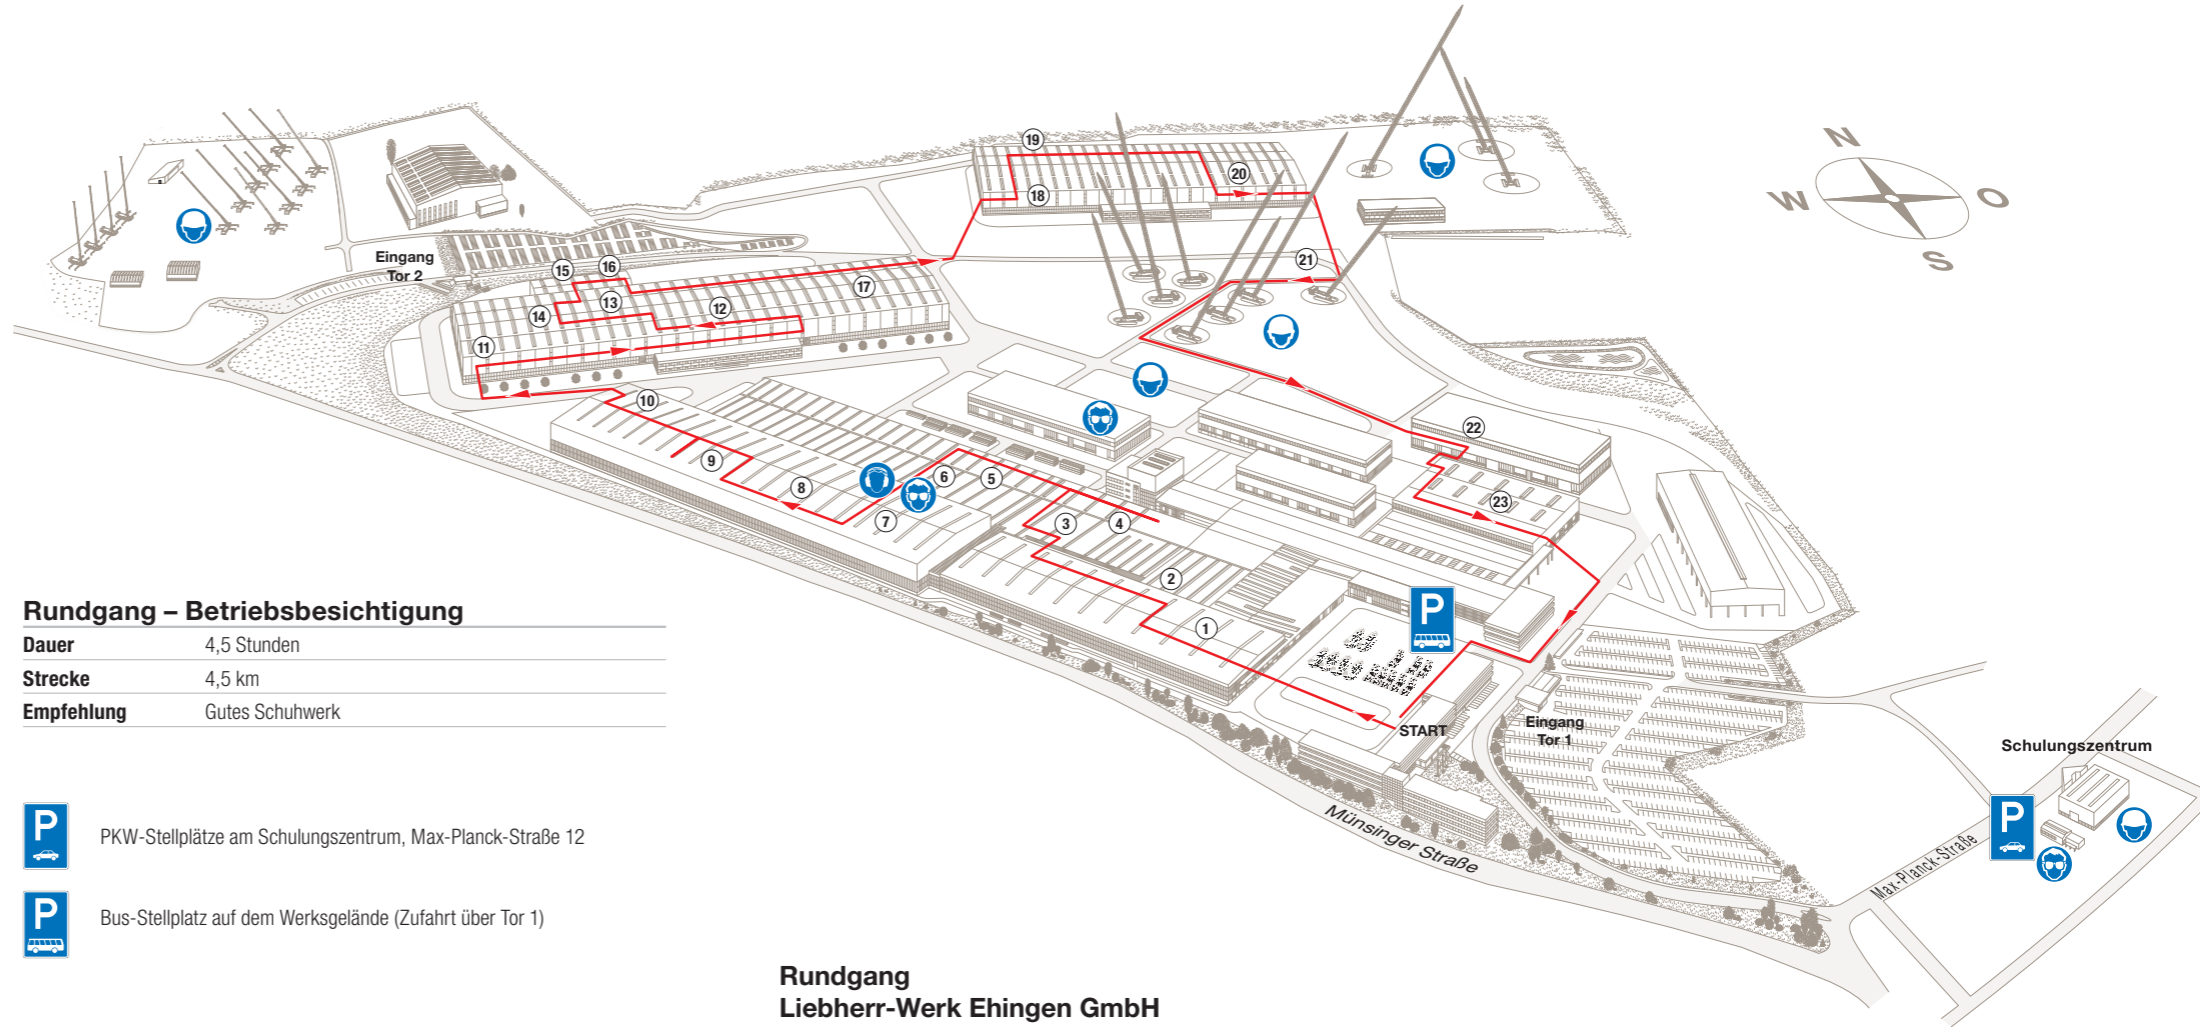 N
W
O
S
19
20
18
Eingang
Tor 2
21
15
16
17
13
12
14
11
10
22
9
6
5
8
23
7
3
4
2
1
P
START
Eingang
Tor 1
Schulungszentrum
P
Max-Planck-Straße
Münsinger Straße
Rundgang – Betriebsbesichtigung
Dauer 4,5 Stunden
Strecke 4,5 km
Empfehlung Gutes Schuhwerk
P
PKW-Stellplätze am Schulungszentrum, Max-Planck-Straße 12
P
Bus-Stellplatz auf dem Werksgelände (Zufahrt über Tor 1)
Rundgang
Liebherr-Werk Ehingen GmbH